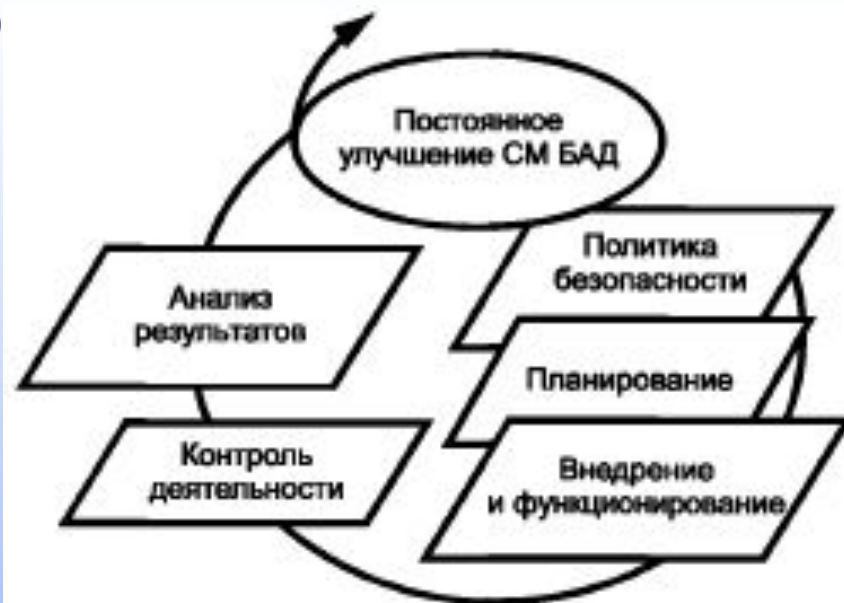 Постоянное
улучшение СМ БАД
Политика
безопасности
Планирование
Внедрение
и функционирование
Контроль
деятельности
Анализ
результатов